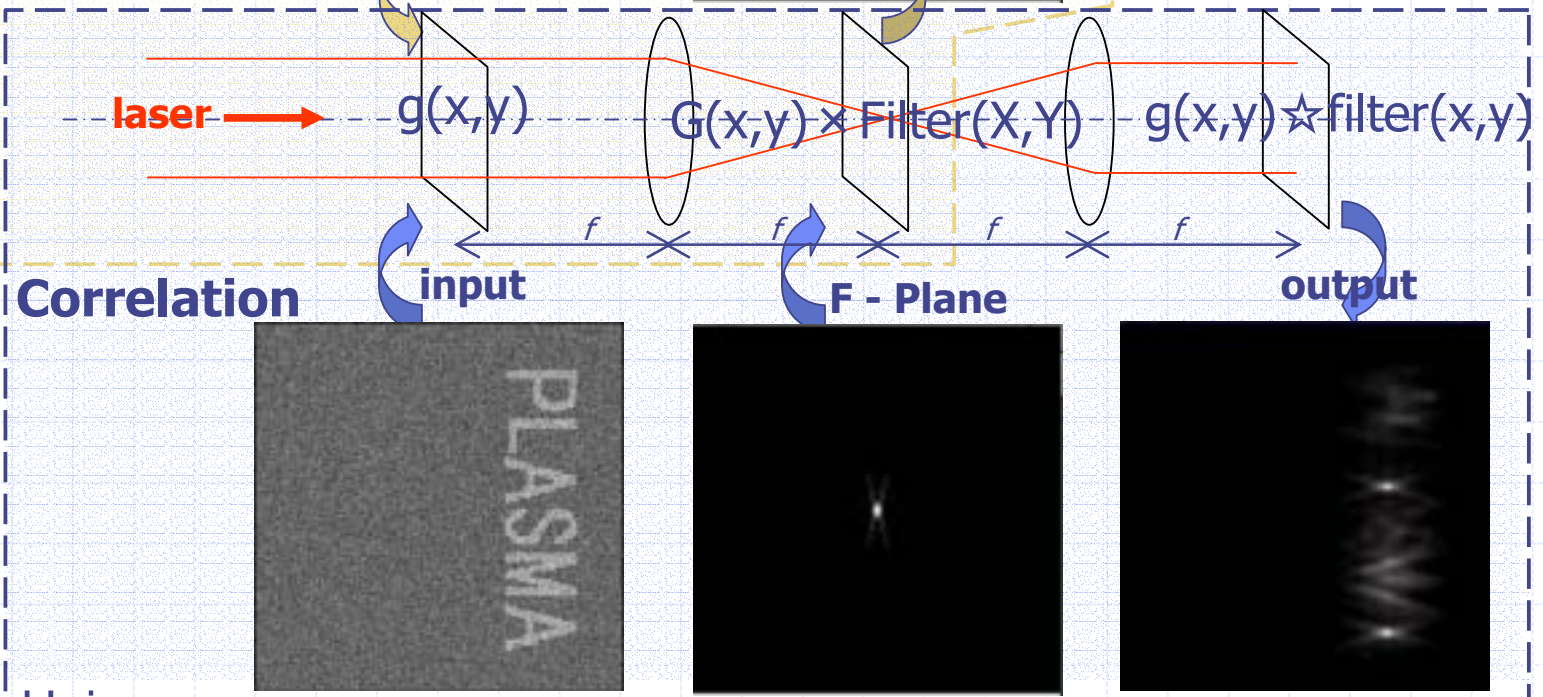 laser
g(x,y)
G(x,y)×Filter(X,Y)
g(x,y)☆filter(x,y)
f
f
f
f
input
F - Plane
output
Correlation
PLASMA